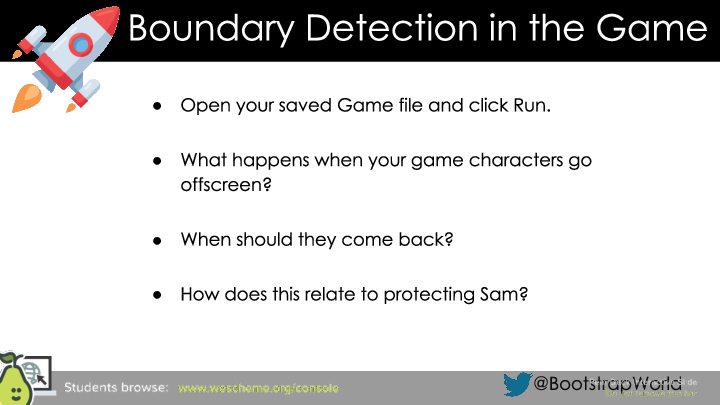 Boundary Detection in the Game
● Open your saved Game file and click Run.
● What happens when your game characters go
offscreen?
● When should they come back?
● How does this relate to protecting Sam?
Students browse: www.wescheme.org/console
@BootstrapWorld